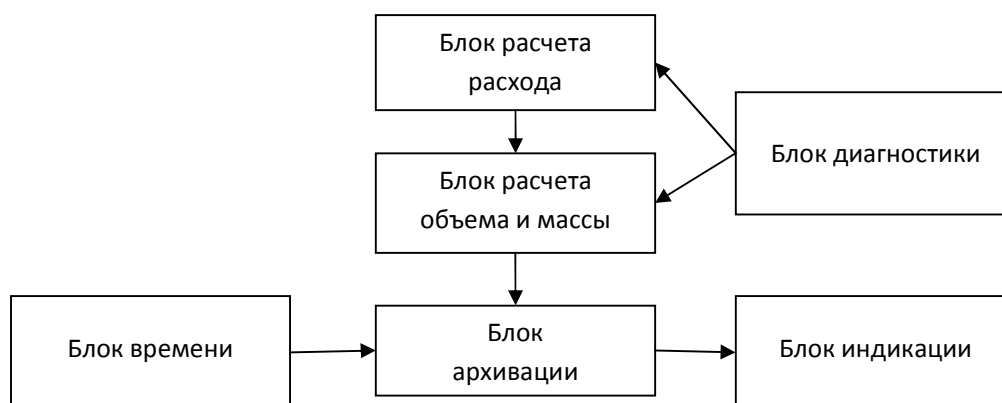 Блок расчета
расхода
Блок диагностики
Блок расчета
объема и массы
Блок времени
Блок
архивации
Блок индикации